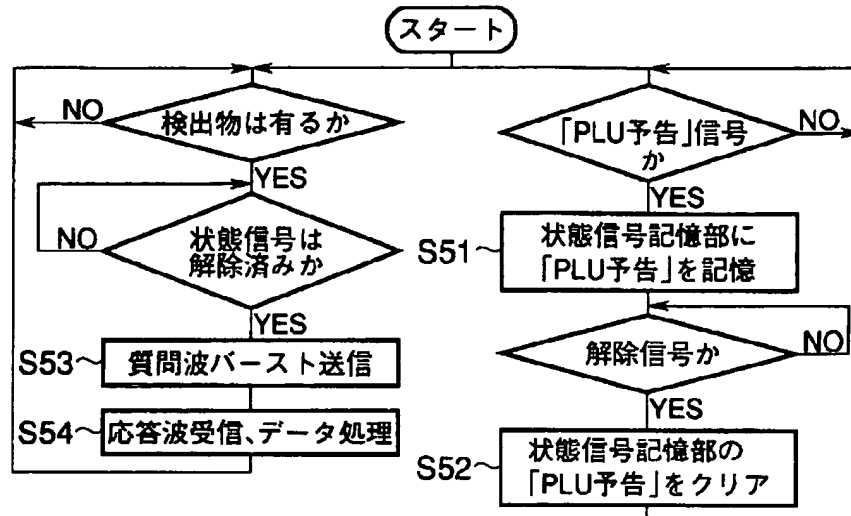 スタート
検出物は有るか
NO
YES
状態信号は
解除済みか
NO
YES
S53
質問波バースト送信
S54
応答波受信、データ処理
「PLU予告」信号
か
NO
YES
S51
状態信号記憶部に
「PLU予告」を記憶
解除信号か
NO
YES
S52
状態信号記憶部の
「PLU予告」をクリア